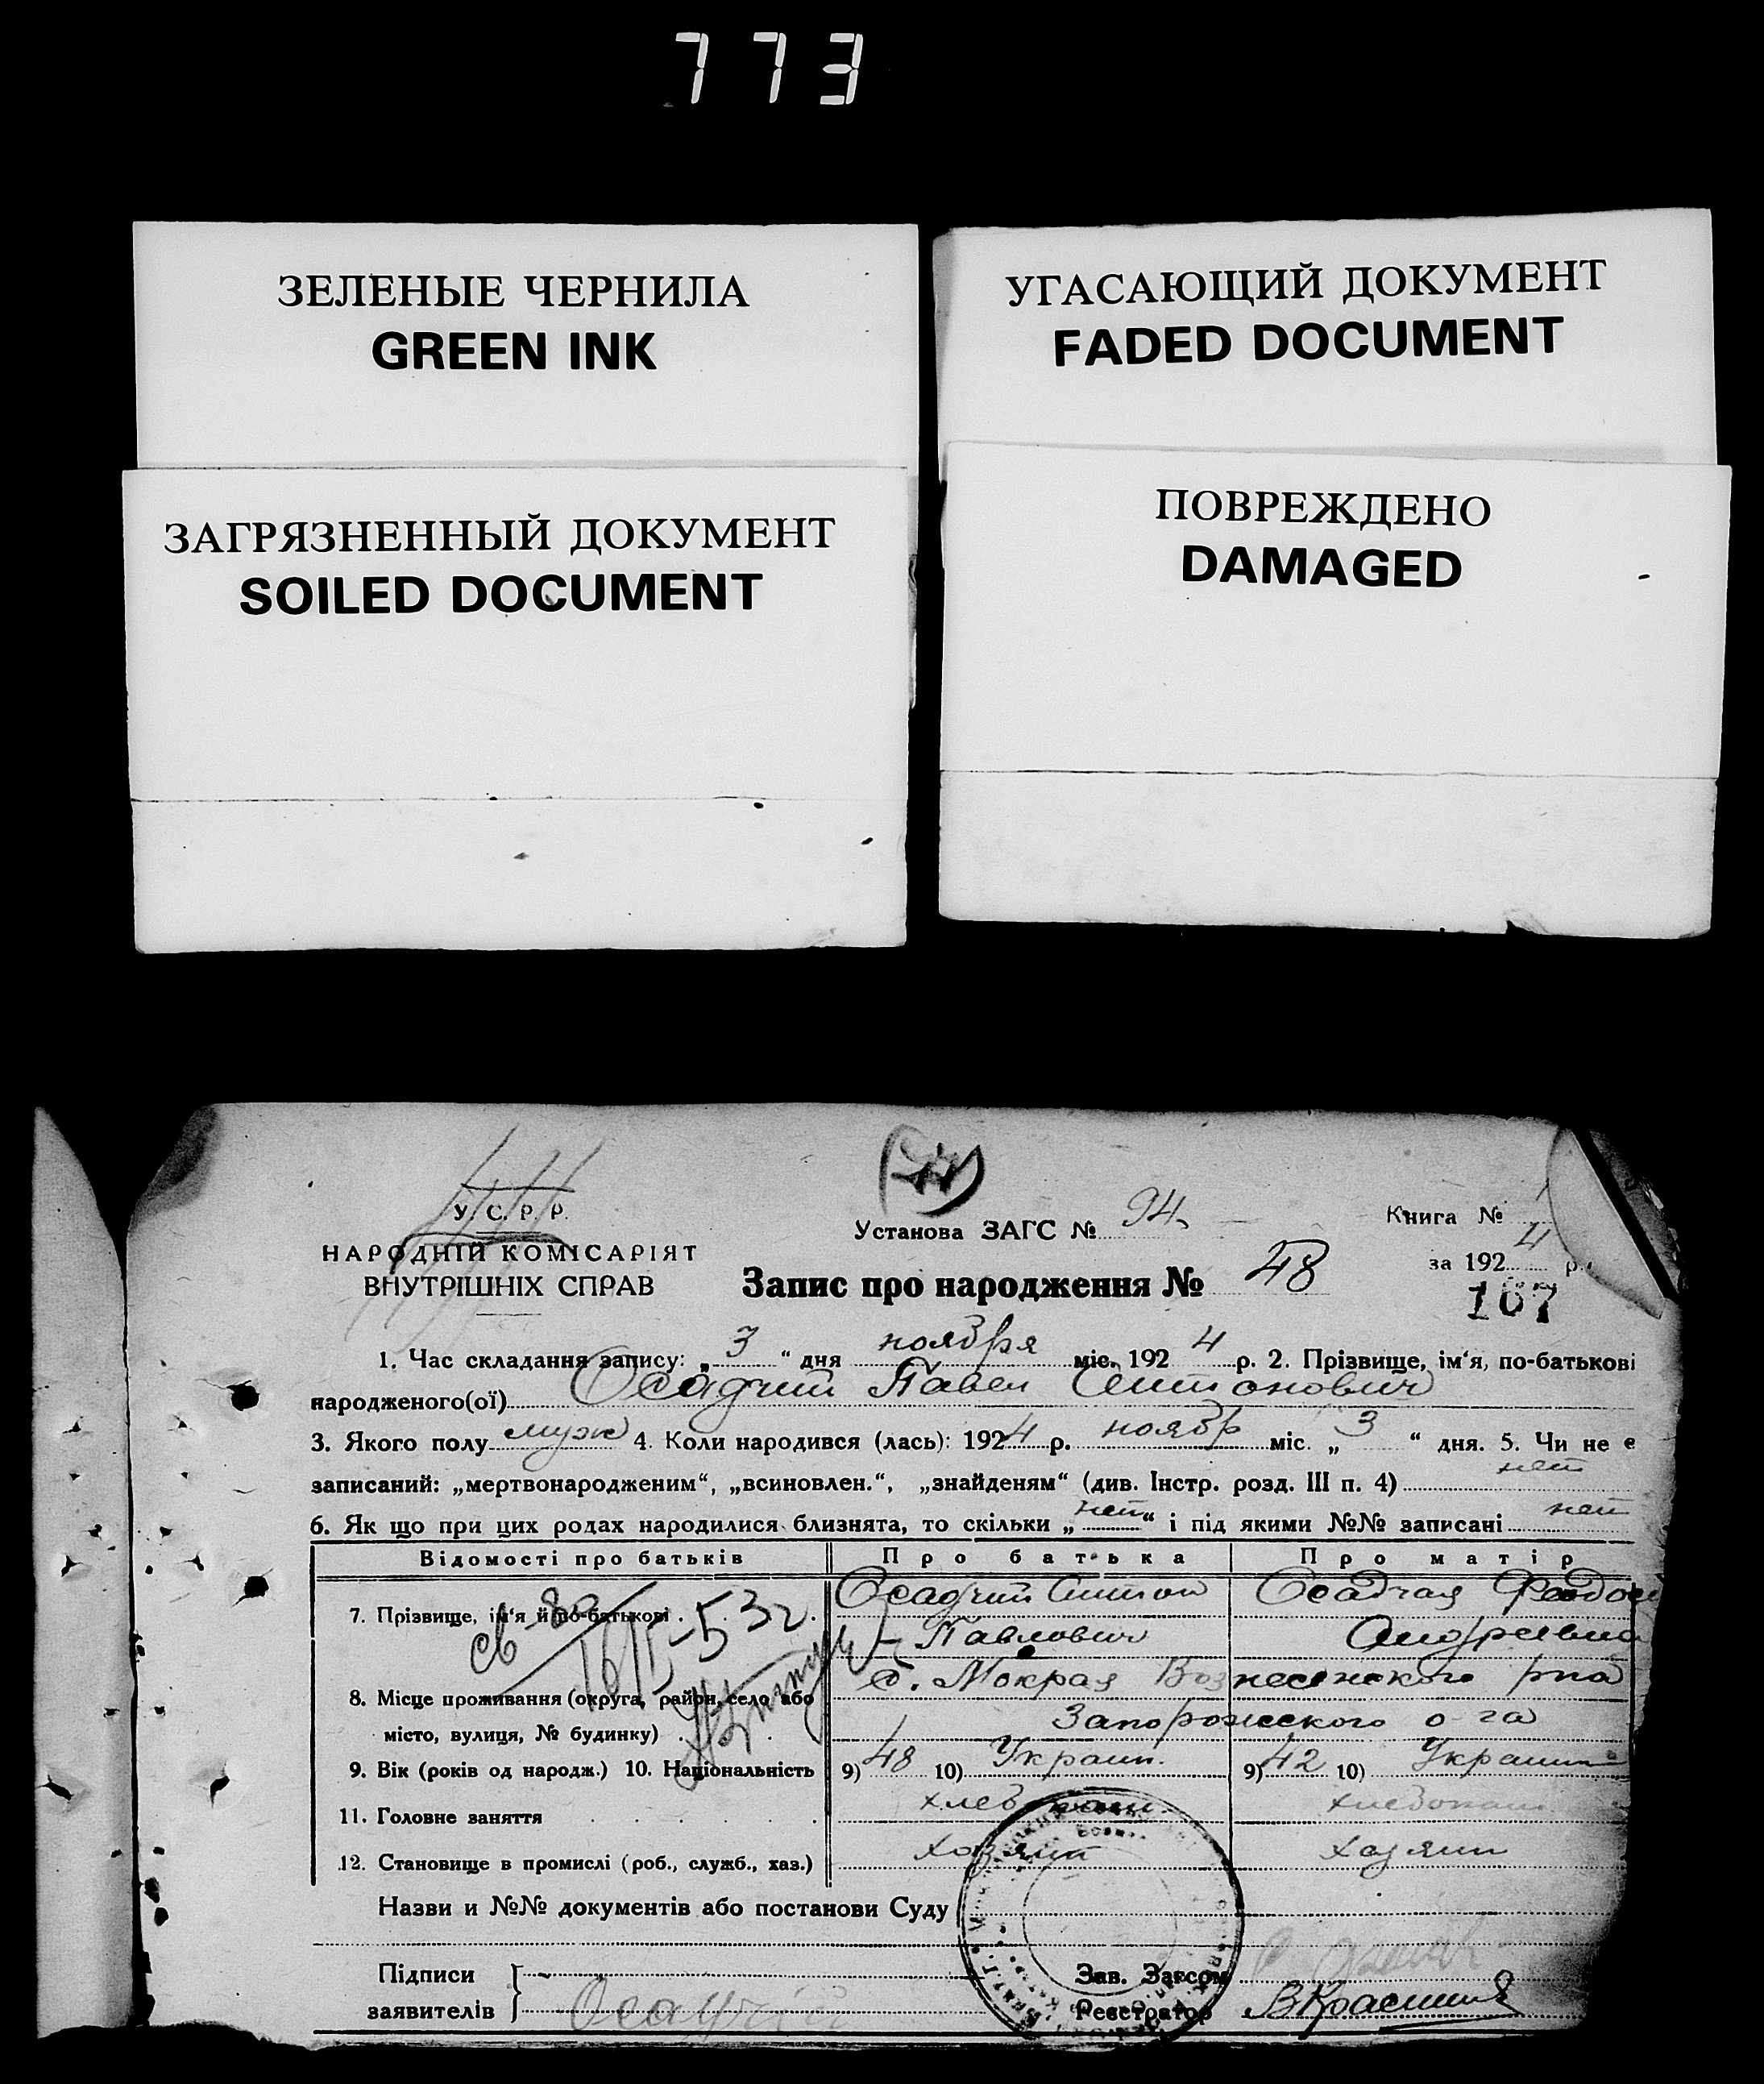 773
ЗЕЛЕНЫЕ ЧЕРНИЛА
GREEN INK
УГАСАЮЩИЙ ДОКУМЕНТ
FADED DOCUMENT
ЗАГРЯЗНЕННЫЙ ДОКУМЕНТ
SOILED DOCUMENT
ПОВРЕЖДЕНО
DAMAGED
У. С. Р. Р.
НАРОДНІЙ КОМІСАРІЯТ
ВНУТРІШНІХ СПРАВ
Установа ЗАГС № 94
Книга №
за 1924 р.
167
Запис про народження № 48
1. Час складання запису: „3“ дня ноября міс. 1924 р. 2. Прізвище, ім‘я, по-батькові
народженого(ої) Осадчий Павел Антонович
3. Якого полу муж 4. Коли народився (лась): 1924 р. ноябр міс. „3“ дня. 5. Чи не є
записаний: „мертвонародженим“, „всиновлен.“, „знайденям“ (див. Інстр. розд. III п. 4) нет
6. Як що при цих родах народилися близнята, то скільки „нет“ і під якими №№ записані нет
Відомості про батьків Про батька Про матір
7. Прізвище, ім‘я й по-батькові Осадчий Антон Осадчая
Павлович Андреевна
8. Місце проживання (округа, район, село або с. Мокрая Вознесенского р-на
місто, вулиця, № будинку) Запорожского о-га
9. Вік (років од народж.) 10. Національність 9) 48 10) Украин. 9) 42 10) Украин
11. Головне заняття хлебопаш. хлебопаш
12. Становище в промислі (роб., служб., хаз.) хозяин хозяин
Назви и №№ документів або постанови Суду
Підписи
заявителів Осадчий
Зав. Загсом
Реєстратор